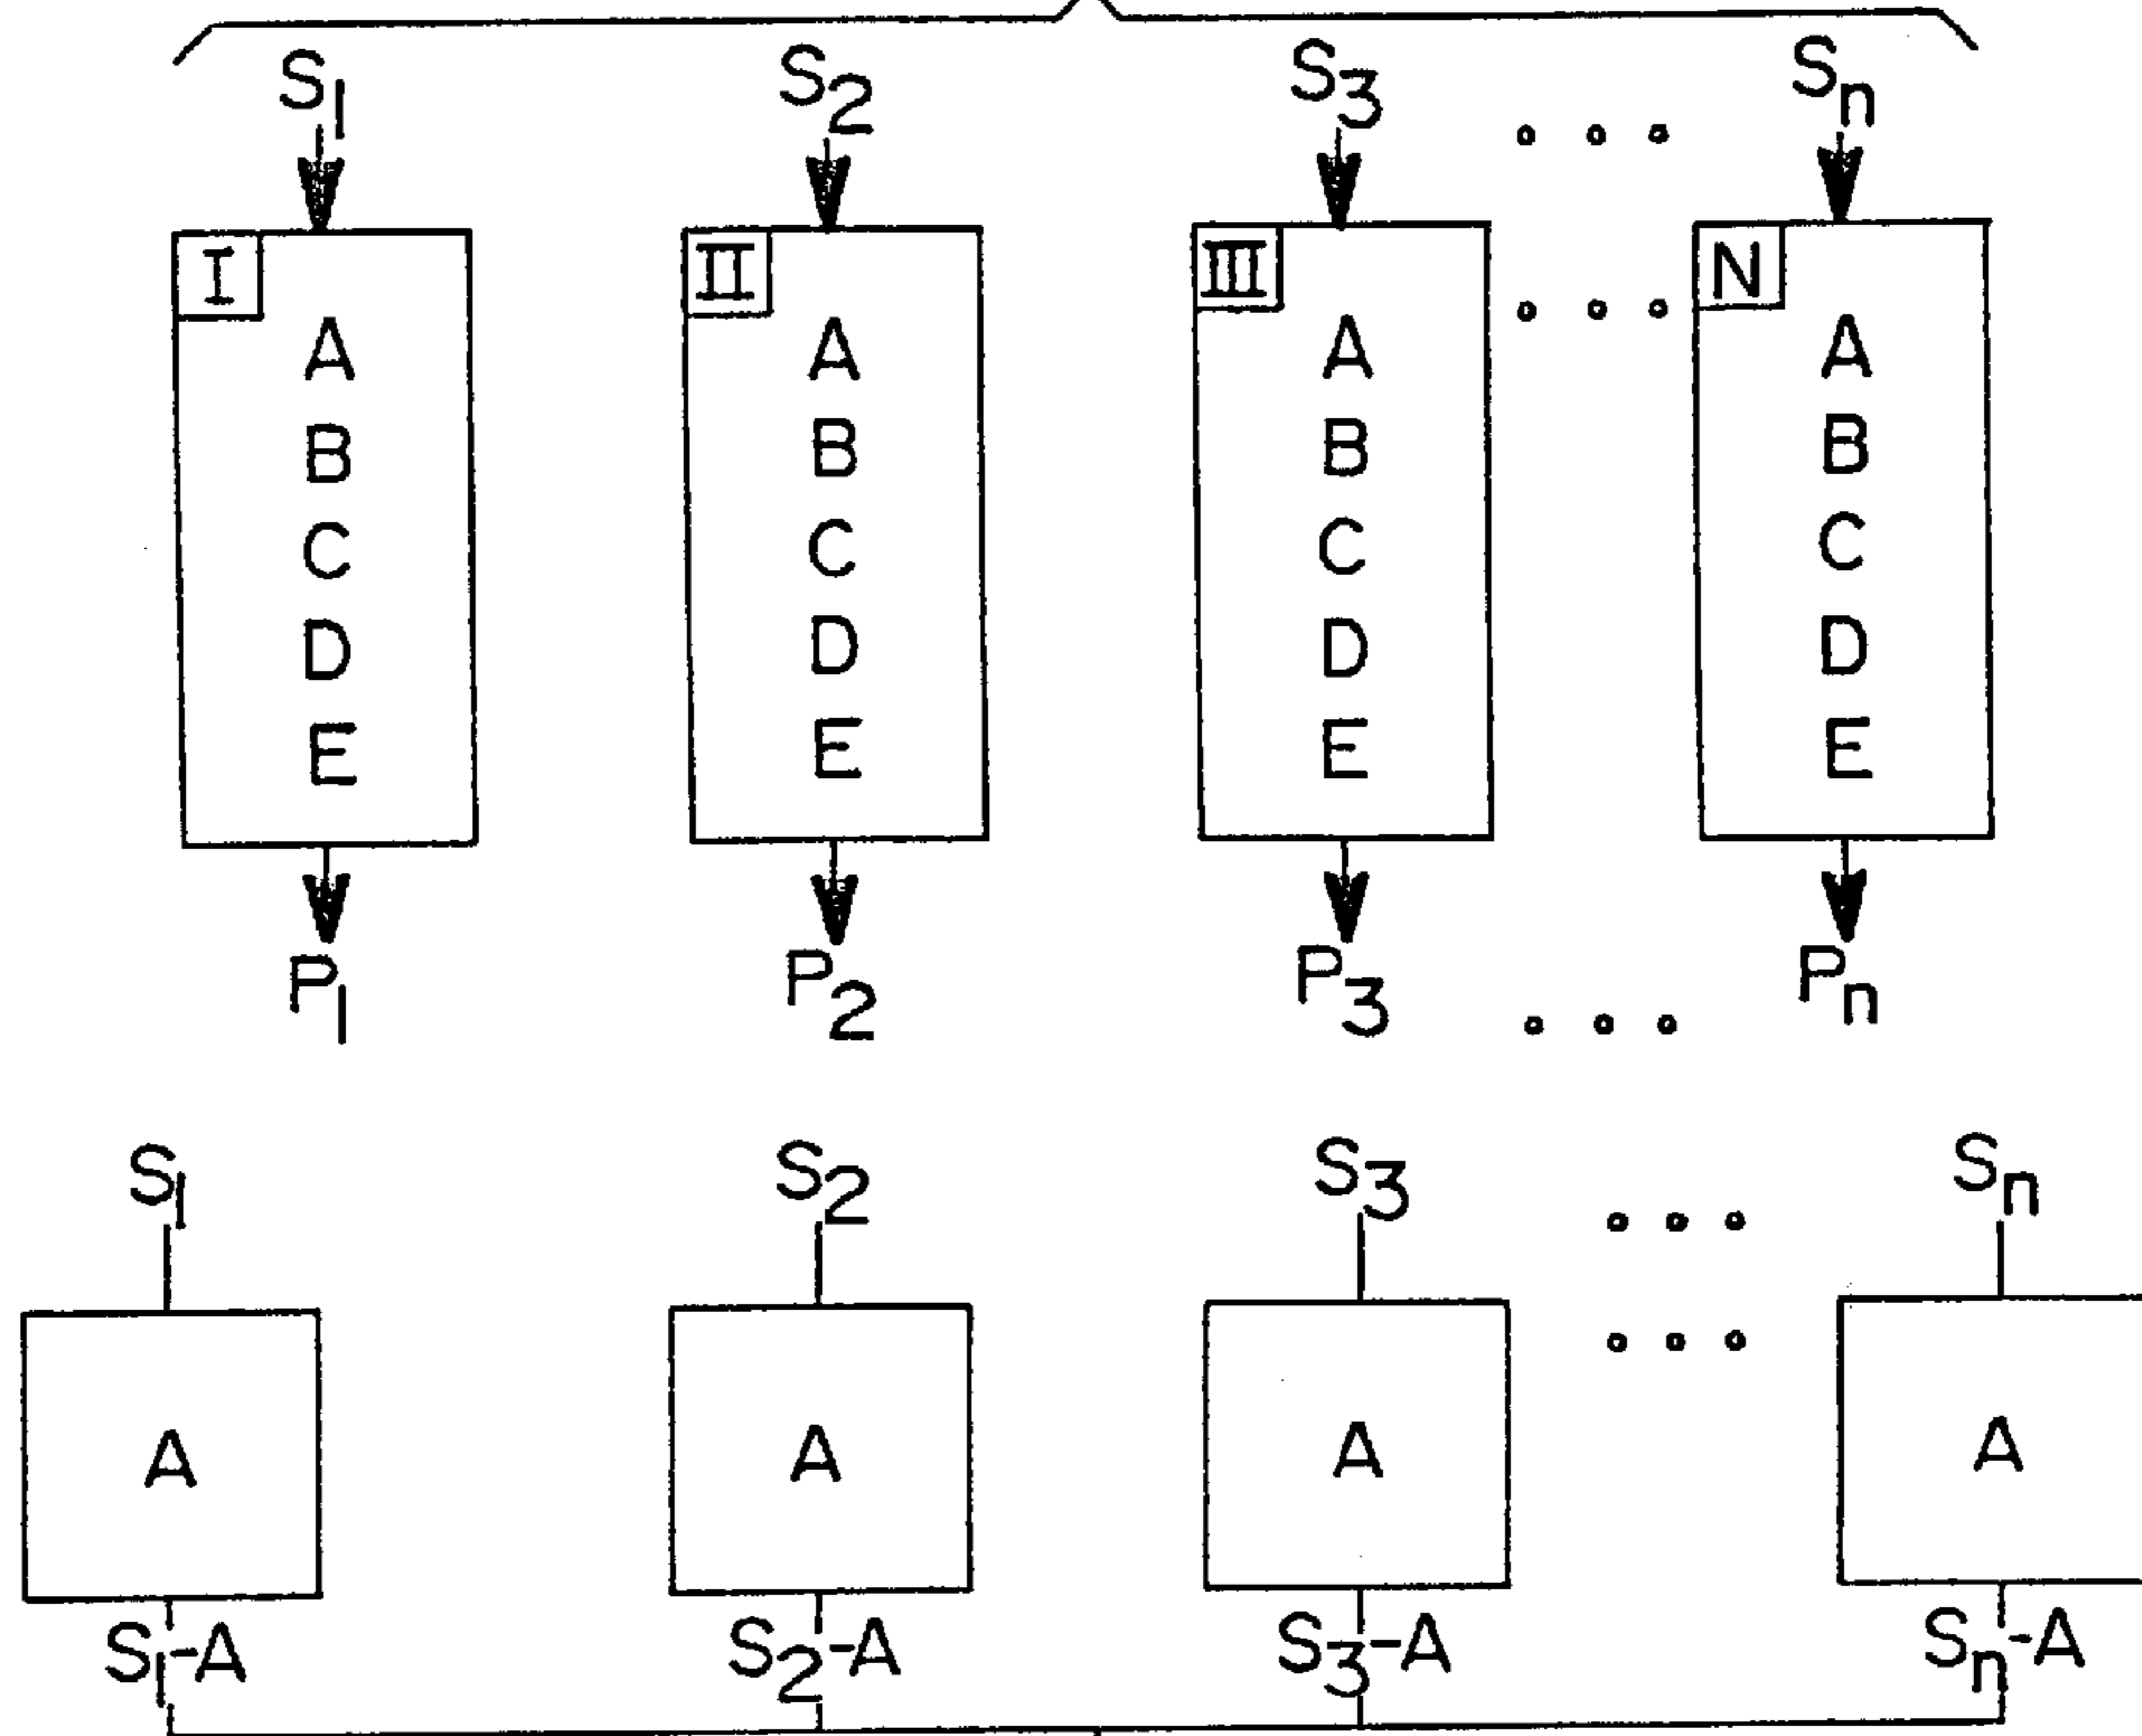 S1 S2 S3 Sn
I II III N
A A A A
B B B B
C C C C
D D D D
E E E E
P1 P2 P3 Pn
S1 S2 S3 Sn
A A A A
S1-A S2-A S3-A Sn-A